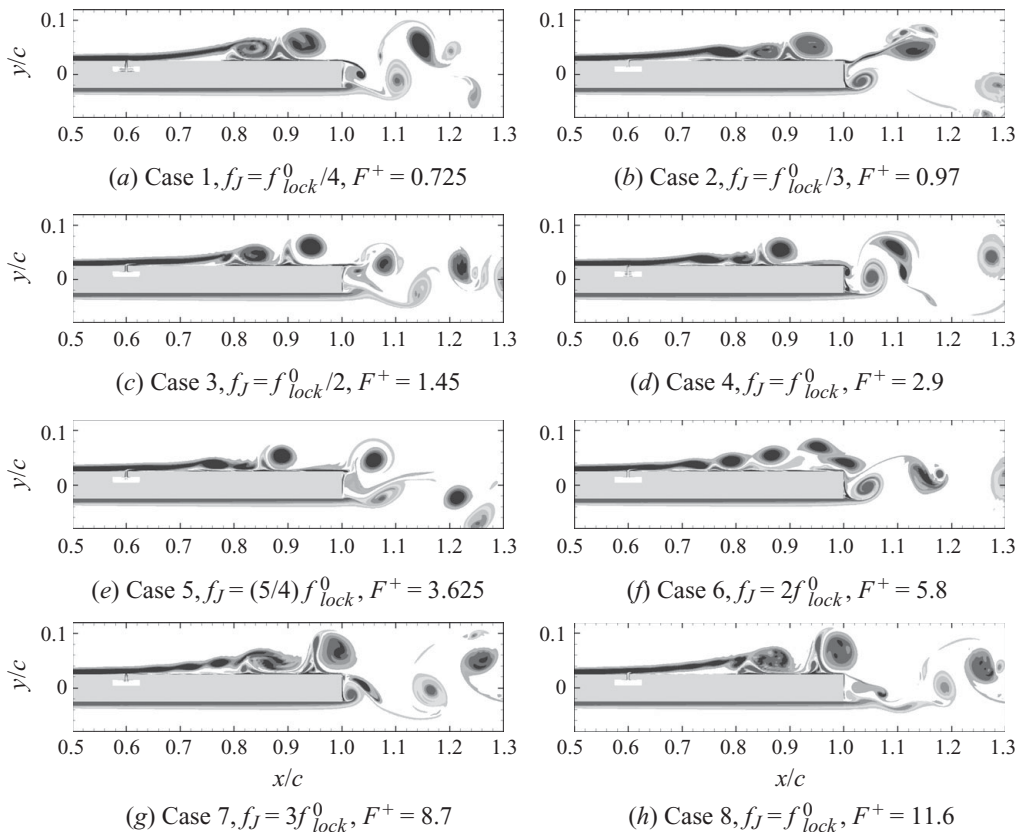 0.1
y/c
0
0.5 0.6 0.7 0.8 0.9 1.0 1.1 1.2 1.3
(a) Case 1, f_J = f^0_lock/4, F^+ = 0.725
0.1
0
0.5 0.6 0.7 0.8 0.9 1.0 1.1 1.2 1.3
(b) Case 2, f_J = f^0_lock/3, F^+ = 0.97
0.1
y/c
0
0.5 0.6 0.7 0.8 0.9 1.0 1.1 1.2 1.3
(c) Case 3, f_J = f^0_lock/2, F^+ = 1.45
0.1
0
0.5 0.6 0.7 0.8 0.9 1.0 1.1 1.2 1.3
(d) Case 4, f_J = f^0_lock, F^+ = 2.9
0.1
y/c
0
0.5 0.6 0.7 0.8 0.9 1.0 1.1 1.2 1.3
(e) Case 5, f_J = (5/4) f^0_lock, F^+ = 3.625
0.1
0
0.5 0.6 0.7 0.8 0.9 1.0 1.1 1.2 1.3
(f) Case 6, f_J = 2f^0_lock, F^+ = 5.8
0.1
y/c
0
0.5 0.6 0.7 0.8 0.9 1.0 1.1 1.2 1.3
x/c
(g) Case 7, f_J = 3f^0_lock, F^+ = 8.7
0.1
0
0.5 0.6 0.7 0.8 0.9 1.0 1.1 1.2 1.3
x/c
(h) Case 8, f_J = f^0_lock, F^+ = 11.6